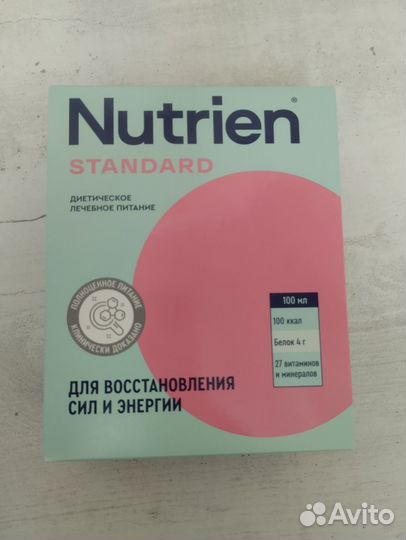 Nutrien®
STANDARD
ДИЕТИЧЕСКОЕ
ЛЕЧЕБНОЕ ПИТАНИЕ
ПОЛНОЦЕННОЕ ПИТАНИЕ
КЛИНИЧЕСКИ ДОКАЗАНО
100 мл
100 ккал
Белок 4 г
27 витаминов
и минералов
ДЛЯ ВОССТАНОВЛЕНИЯ
СИЛ И ЭНЕРГИИ
Avito